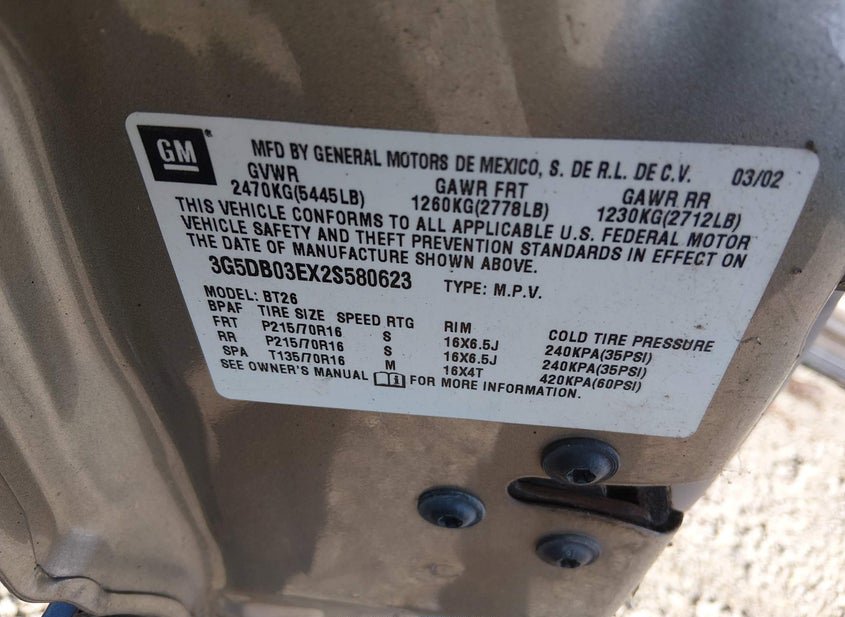 GM MFD BY GENERAL MOTORS DE MEXICO, S. DE R.L. DE C.V. 03/02
GVWR GAWR FRT GAWR RR
2470KG(5445LB) 1260KG(2778LB) 1230KG(2712LB)
THIS VEHICLE CONFORMS TO ALL APPLICABLE U.S. FEDERAL MOTOR
VEHICLE SAFETY AND THEFT PREVENTION STANDARDS IN EFFECT ON
THE DATE OF MANUFACTURE SHOWN ABOVE.
3G5DB03EX2S580623 TYPE: M.P.V.
MODEL: BT26
BPAF TIRE SIZE SPEED RTG RIM COLD TIRE PRESSURE
FRT P215/70R16 S 16X6.5J 240KPA(35PSI)
RR P215/70R16 S 16X6.5J 240KPA(35PSI)
SPA T135/70R16 M 16X4T 420KPA(60PSI)
SEE OWNER'S MANUAL FOR MORE INFORMATION.